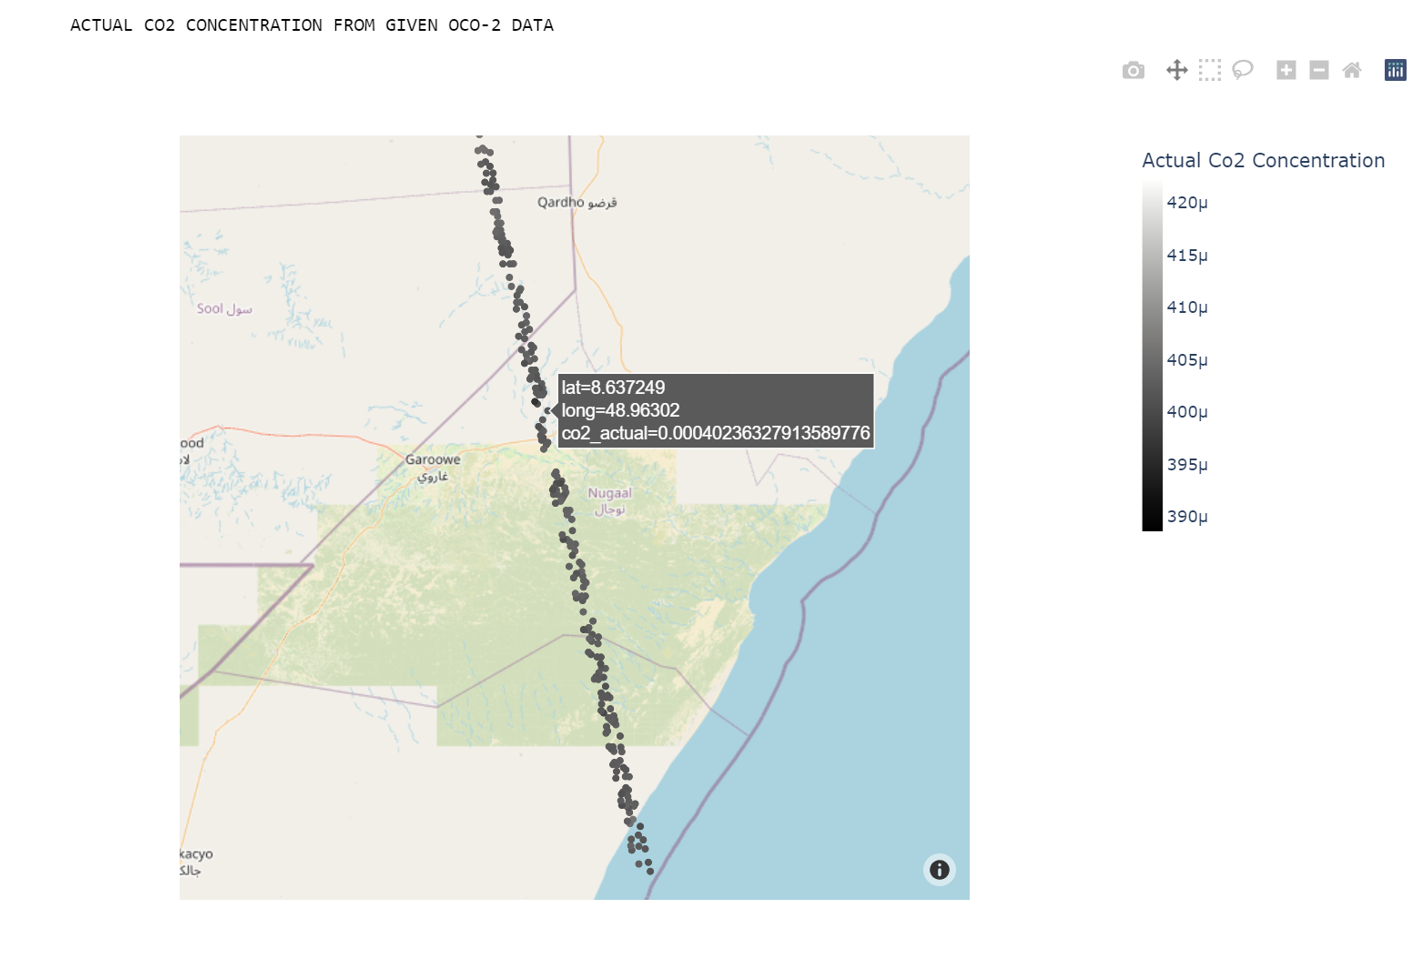 ACTUAL CO2 CONCENTRATION FROM GIVEN OCO-2 DATA
Actual Co2 Concentration
420µ
415µ
410µ
405µ
400µ
395µ
390µ
Qardho قرضو
Sool سول
lat=8.637249
long=48.96302
co2_actual=0.00040236327913589776
ood
لا
Garoowe
غاروي
Nugaal
نوجال
kacyo
جالك